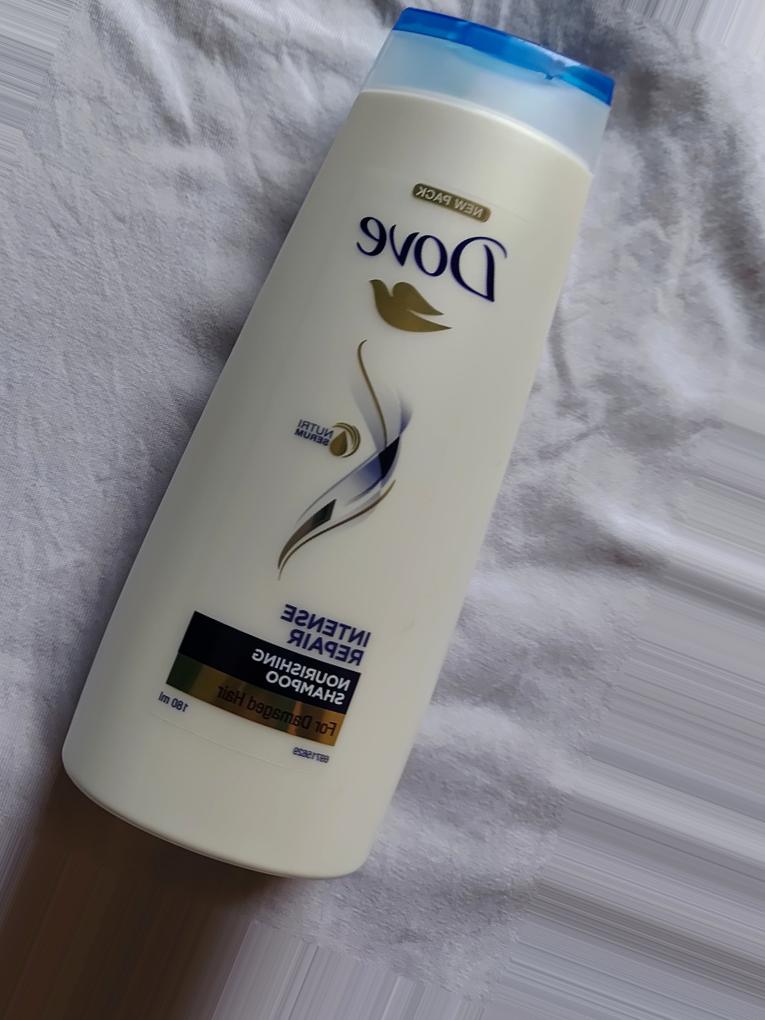 NEW PACK
Dove
NUTRI
SERUM
INTENSE
REPAIR
NOURISHING
SHAMPOO
For Damaged Hair
180 ml